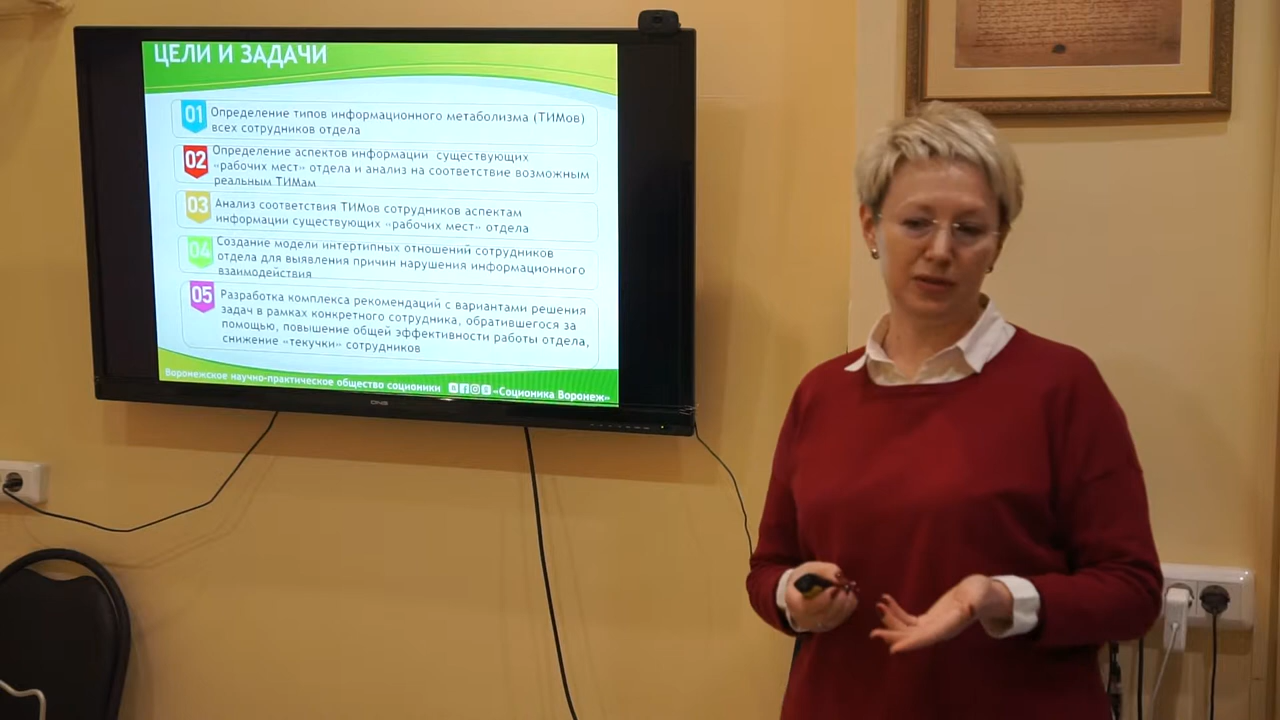 ЦЕЛИ И ЗАДАЧИ
01 Определение типов информационного метаболизма (ТИМов)
всех сотрудников отдела
02 Определение аспектов информации существующих
«рабочих мест» отдела и анализ на соответствие возможным
реальным ТИМам
03 Анализ соответствия ТИМов сотрудников аспектам
информации существующих «рабочих мест» отдела
04 Создание модели интертипных отношений сотрудников
отдела для выявления причин нарушения информационного
взаимодействия
05 Разработка комплекса рекомендаций с вариантами решения
задач в рамках конкретного сотрудника, обратившегося за
помощью, повышение общей эффективности работы отдела,
снижение «текучки» сотрудников
Воронежское научно-практическое общество соционики «Соционика Воронеж»
DNS